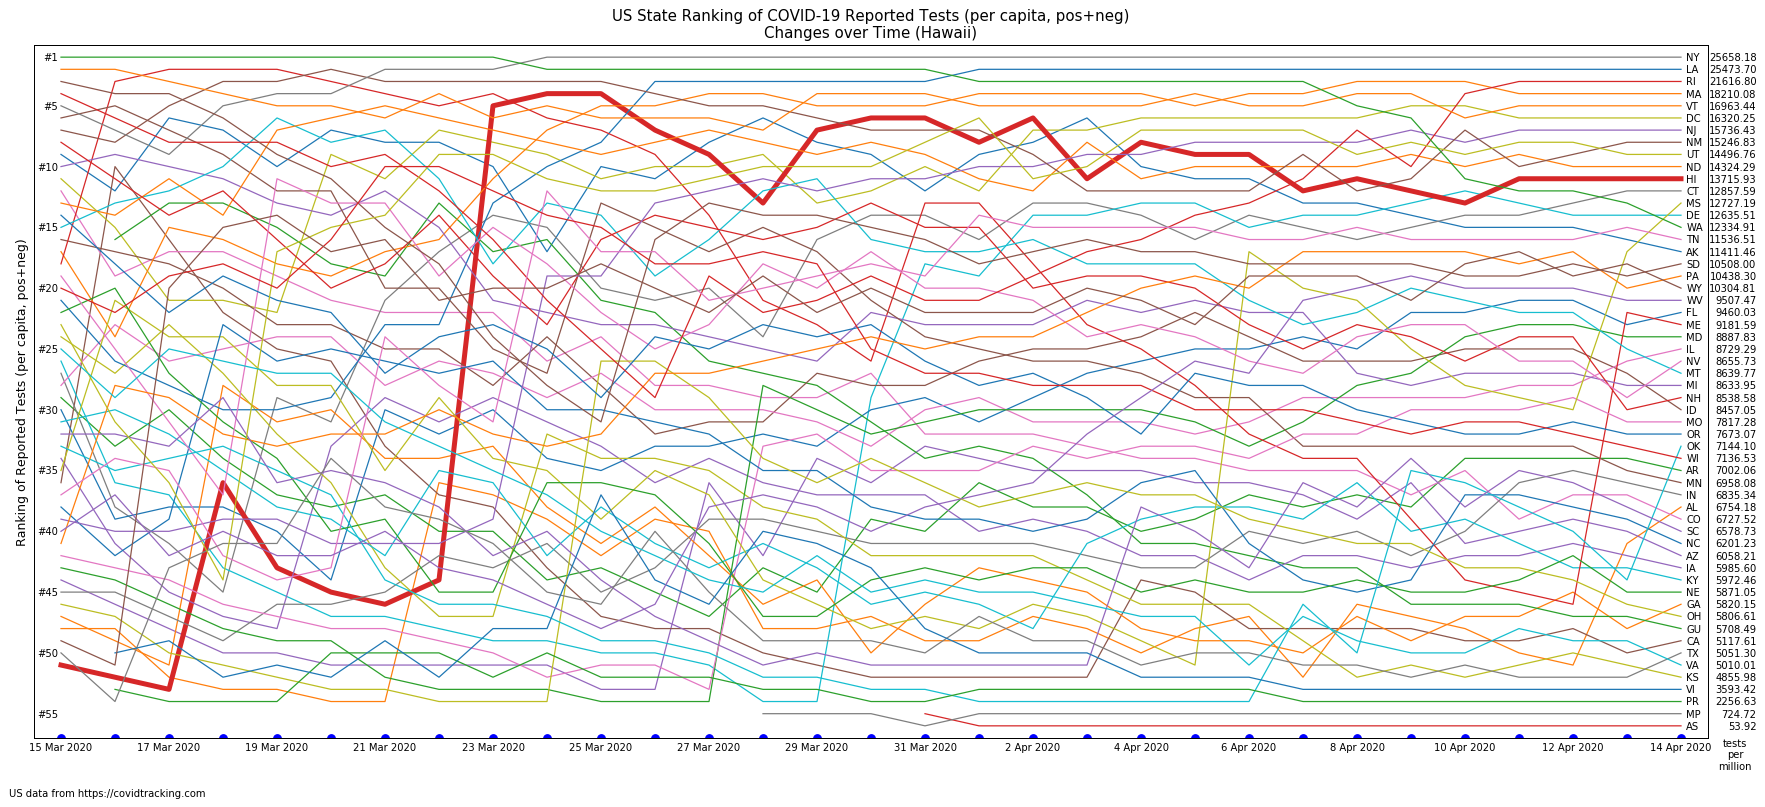 US State Ranking of COVID-19 Reported Tests (per capita, pos+neg)
Changes over Time (Hawaii)
Ranking of Reported Tests (per capita, pos+neg)
#1
#5
#10
#15
#20
#25
#30
#35
#40
#45
#50
#55
NY 25658.18
LA 25473.70
RI 21616.80
MA 18210.08
VT 16963.44
DC 16320.25
NJ 15736.43
NM 15246.83
UT 14496.76
ND 14324.29
HI 13715.93
CT 12857.59
MS 12727.19
DE 12635.51
WA 12334.91
TN 11536.51
AK 11411.46
SD 10508.00
PA 10438.30
WY 10304.81
WV 9507.47
FL 9460.03
ME 9181.59
MD 8887.83
IL 8729.29
NV 8655.73
MT 8639.77
MI 8633.95
NH 8538.58
ID 8457.05
MO 7817.28
OR 7673.07
OK 7144.10
WI 7136.53
AR 7002.06
MN 6958.08
IN 6835.34
AL 6754.18
CO 6727.52
SC 6578.73
NC 6201.23
AZ 6058.21
IA 5985.60
KY 5972.46
NE 5871.05
GA 5820.15
OH 5806.61
GU 5708.49
CA 5117.61
TX 5051.30
VA 5010.01
KS 4855.98
VI 3593.42
PR 2256.63
MP 724.72
AS 53.92
15 Mar 2020 17 Mar 2020 19 Mar 2020 21 Mar 2020 23 Mar 2020 25 Mar 2020 27 Mar 2020 29 Mar 2020 31 Mar 2020 2 Apr 2020 4 Apr 2020 6 Apr 2020 8 Apr 2020 10 Apr 2020 12 Apr 2020 14 Apr 2020
tests
per
million
US data from https://covidtracking.com